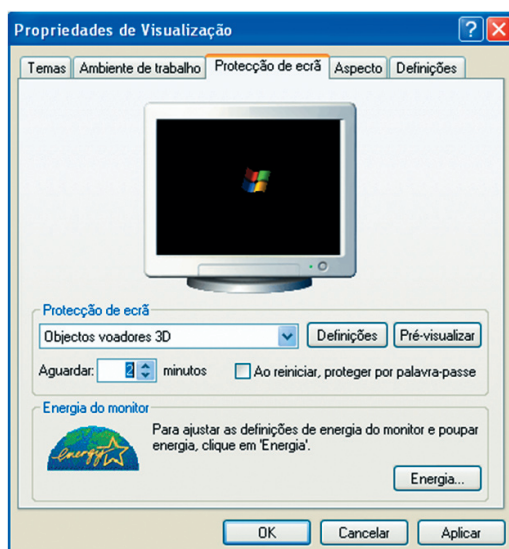 Propriedades de Visualização
Temas Ambiente de trabalho Protecção de ecrã Aspecto Definições
Protecção de ecrã
Objectos voadores 3D Definições Pré-visualizar
Aguardar: 2 minutos Ao reiniciar, proteger por palavra-passe
Energia do monitor
Para ajustar as definições de energia do monitor e poupar
energia, clique em 'Energia'.
energy
Energia...
OK Cancelar Aplicar